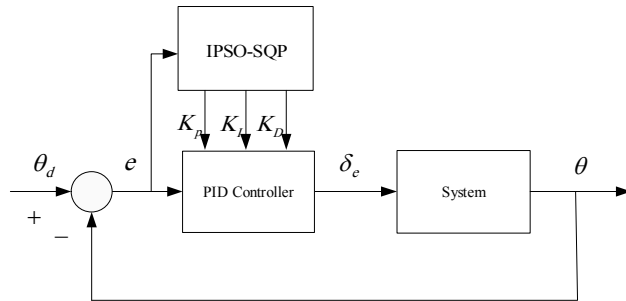 IPSO-SQP
K_p K_I K_D
θ_d e PID Controller δ_e System θ
+
−